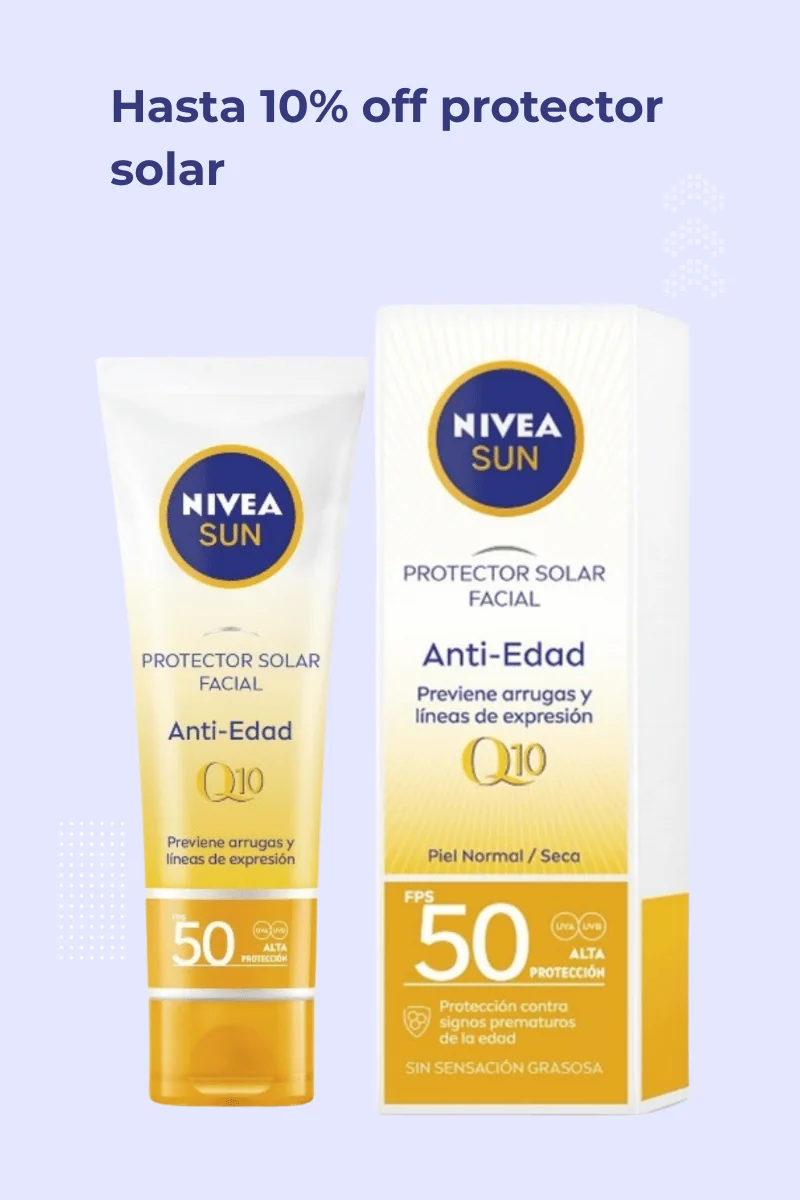 Hasta 10% off protector
solar
NIVEA
SUN
PROTECTOR SOLAR
FACIAL
Anti-Edad
Q10
Previene arrugas y
líneas de expresión
FPS
50
UVA UVB
ALTA
PROTECCIÓN
NIVEA
SUN
PROTECTOR SOLAR
FACIAL
Anti-Edad
Previene arrugas y
líneas de expresión
Q10
Piel Normal / Seca
FPS
50
UVA UVB
ALTA
PROTECCIÓN
Protección contra
signos prematuros
de la edad
SIN SENSACIÓN GRASOSA